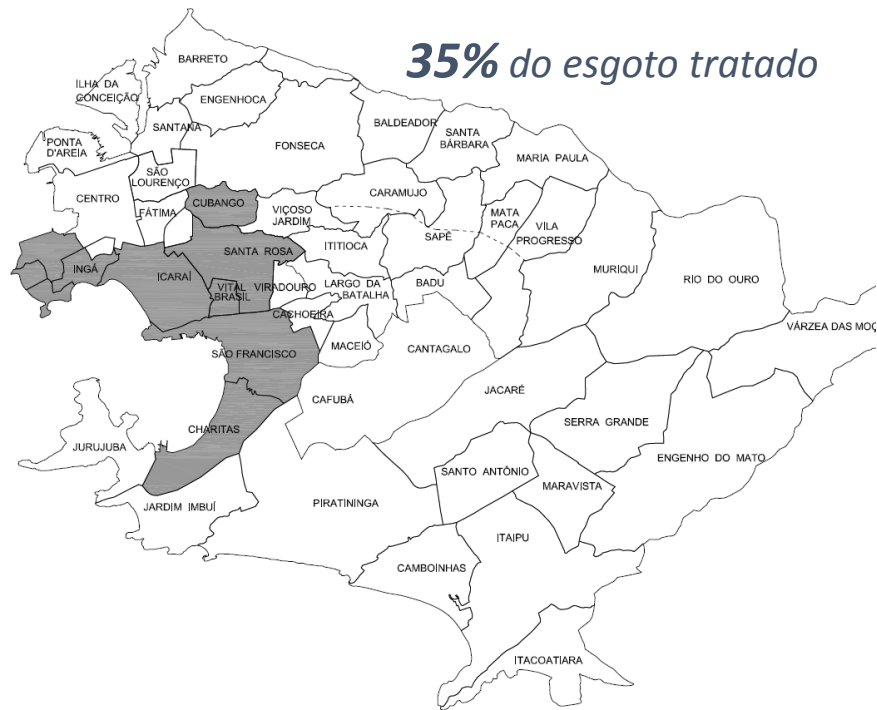 35% do esgoto tratado
BARRETO
ILHA DA
CONCEIÇÃO
ENGENHOCA
SANTANA
BALDEADOR
SANTA
BÁRBARA
PONTA
D'AREIA
FONSECA
MARIA PAULA
SÃO
LOURENÇO
CENTRO
CUBANGO
CARAMUJO
FÁTIMA
VIÇOSO
JARDIM
MATA
PACA
VILA
PROGRESSO
SAPÊ
ITITIOCA
SANTA ROSA
INGÁ
ICARAÍ
MURIQUI
RIO DO OURO
VITAL
BRASIL
VIRADOURO
LARGO DA
BATALHA
BADU
CACHOEIRA
VÁRZEA DAS MOÇ
SÃO FRANCISCO
MACEIÓ
CANTAGALO
JACARÉ
CAFUBÁ
CHARITAS
SERRA GRANDE
JURUJUBA
ENGENHO DO MATO
SANTO ANTÔNIO
MARAVISTA
JARDIM IMBUÍ
PIRATININGA
ITAIPU
CAMBOINHAS
ITACOATIARA